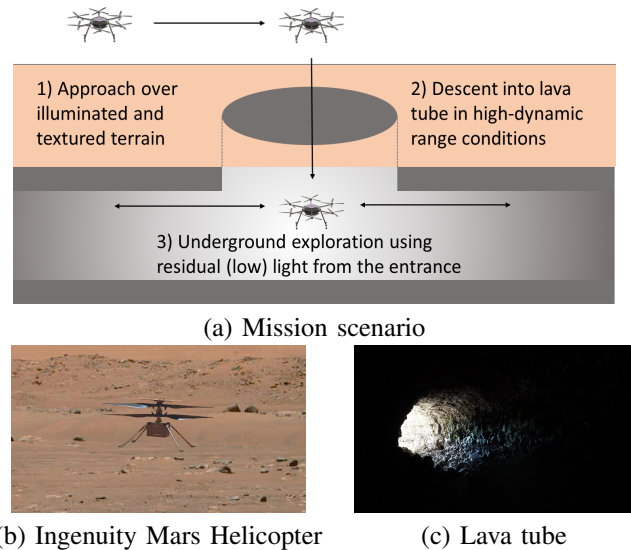 1) Approach over
illuminated and
textured terrain
2) Descent into lava
tube in high-dynamic
range conditions
3) Underground exploration using
residual (low) light from the entrance
(a) Mission scenario
(b) Ingenuity Mars Helicopter
(c) Lava tube